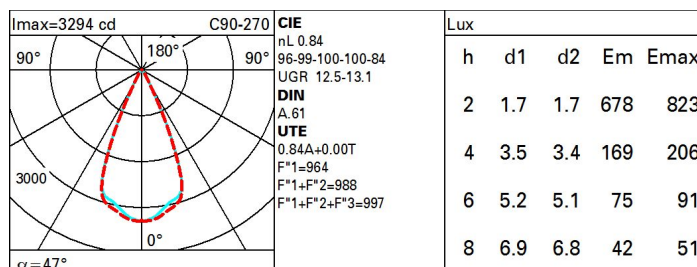 Imax=3294 cd C90-270
90° 180° 90°
3000
0°
α=47°
CIE
nL 0.84
96-99-100-100-84
UGR 12.5-13.1
DIN
A.61
UTE
0.84A+0.00T
F"1=964
F"1+F"2=988
F"1+F"2+F"3=997
Lux
h d1 d2 Em Emax
2 1.7 1.7 678 823
4 3.5 3.4 169 206
6 5.2 5.1 75 91
8 6.9 6.8 42 51